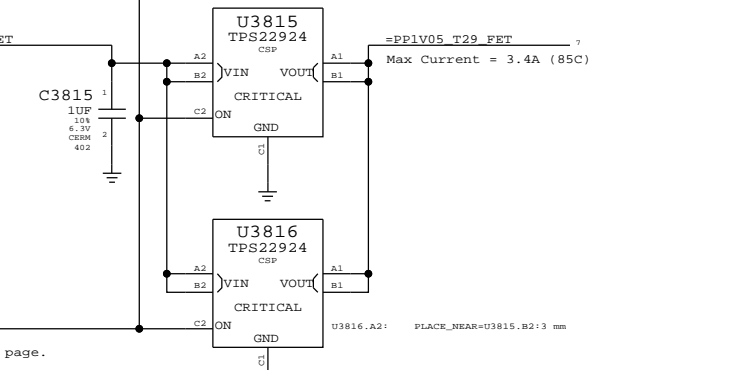 ET
U3815
TPS22924
CSP
A2
B2
VIN
VOUT
A1
B1
CRITICAL
C2
ON
GND
C1
=PP1V05_T29_FET
7
Max Current = 3.4A (85C)
C3815
1
1UF
10%
6.3V
CERM
402
2
U3816
TPS22924
CSP
A2
B2
VIN
VOUT
A1
B1
CRITICAL
C2
ON
GND
C1
U3816.A2: PLACE_NEAR=U3815.B2:3 mm
page.